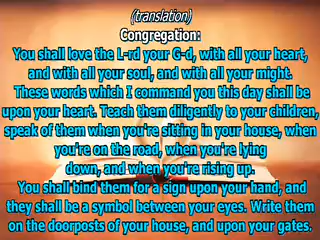 (translation)
Congregation:
You shall love the L-rd your G-d, with all your heart,
and with all your soul, and with all your might.
These words which I command you this day shall be
upon your heart. Teach them diligently to your children,
speak of them when you're sitting in your house, when
you're on the road, when you're lying
down, and when you're rising up.
You shall bind them for a sign upon your hand, and
they shall be a symbol between your eyes. Write them
on the doorposts of your house, and upon your gates.